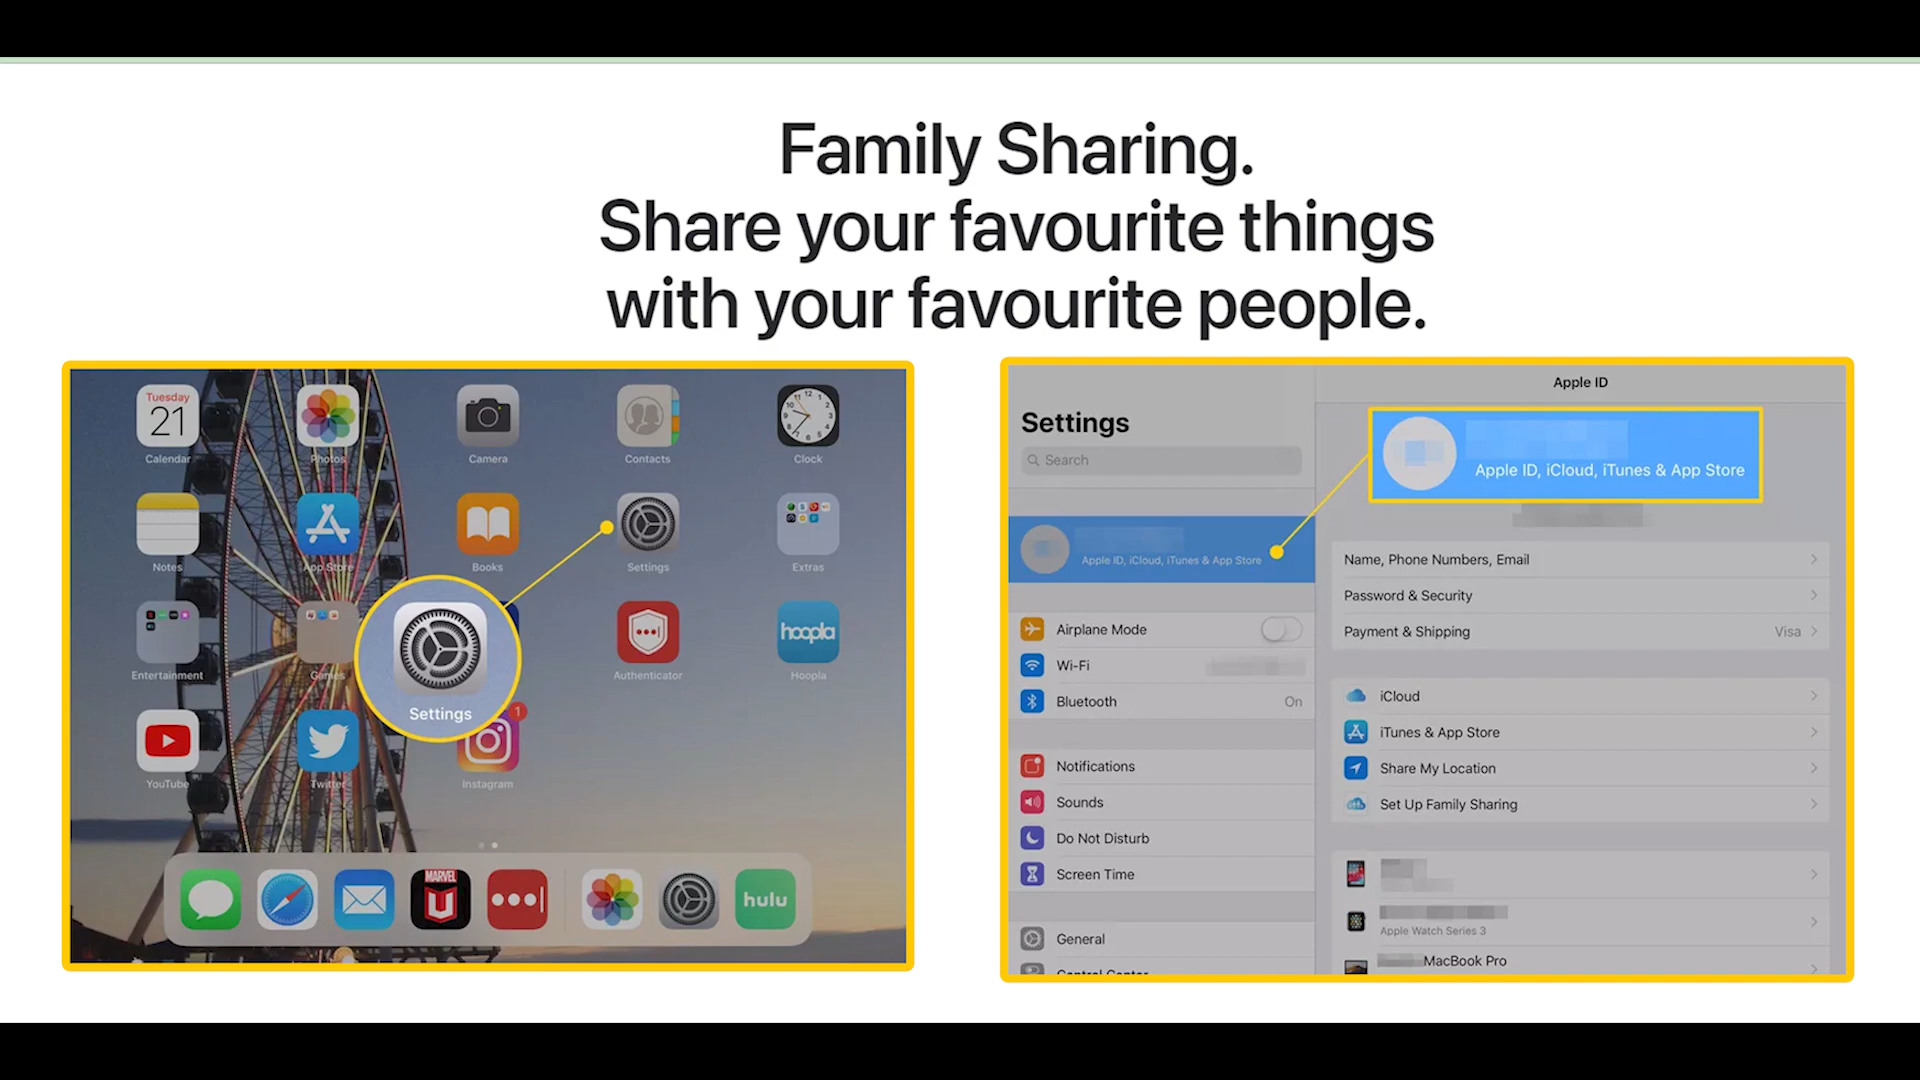 Family Sharing.
Share your favourite things
with your favourite people.
Tuesday
21
Calendar
Photos
Camera
Contacts
Clock
Notes
App Store
Books
Settings
Extras
Entertainment
Games
Settings
Authenticator
hoopla
Hoopla
YouTube
Twitter
1
Instagram
MARVEL
U
hulu
Settings
Search
Apple ID, iCloud, iTunes & App Store
Airplane Mode
Wi-Fi
Bluetooth On
Notifications
Sounds
Do Not Disturb
Screen Time
General
Control Center
Apple ID
Apple ID, iCloud, iTunes & App Store
Name, Phone Numbers, Email
Password & Security
Payment & Shipping Visa
iCloud
iTunes & App Store
Share My Location
Set Up Family Sharing
Apple Watch Series 3
MacBook Pro